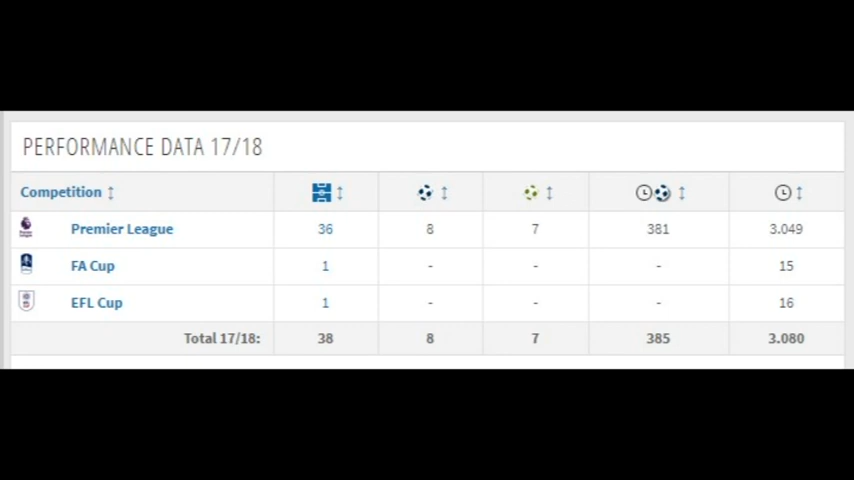 PERFORMANCE DATA 17/18
Competition
Premier League 36 8 7 381 3.049
FA Cup 1 - - - 15
EFL Cup 1 - - - 16
Total 17/18: 38 8 7 385 3.080